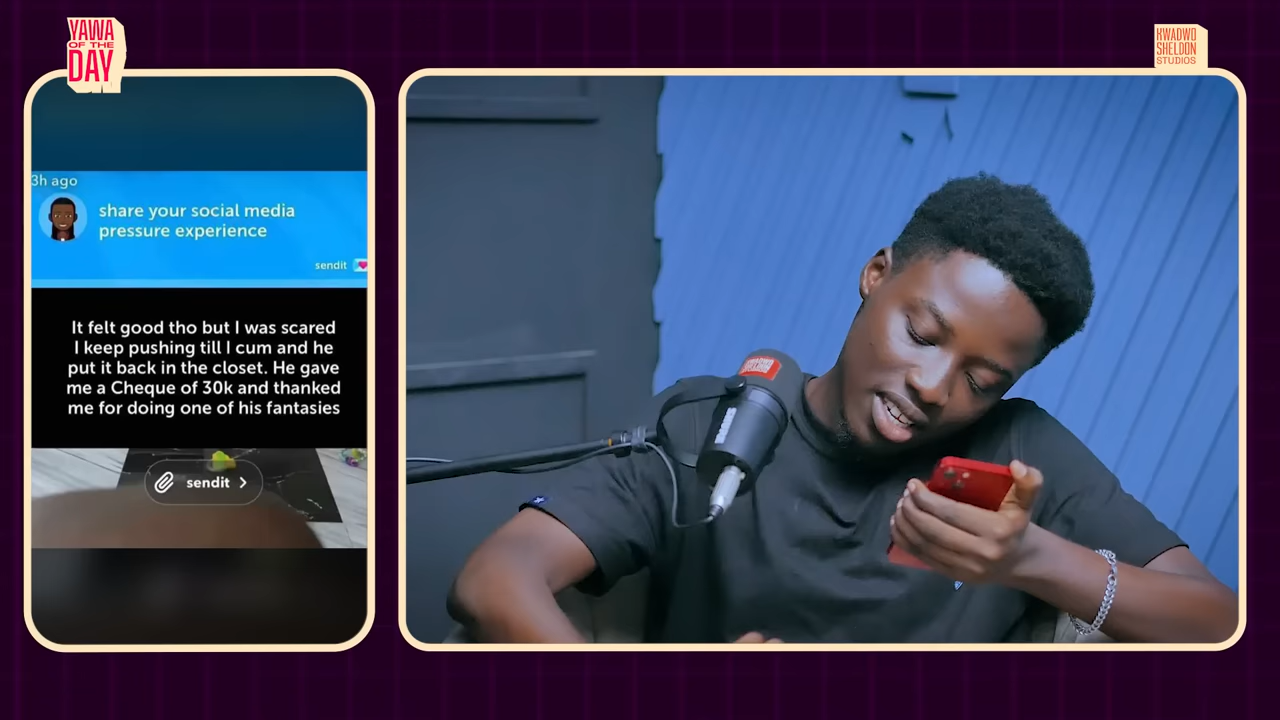 YAWA
OF THE
DAY
KWADWO
SHELDON
STUDIOS
3h ago
share your social media
pressure experience
sendit
It felt good tho but I was scared
I keep pushing till I cum and he
put it back in the closet. He gave
me a Cheque of 30k and thanked
me for doing one of his fantasies
sendit